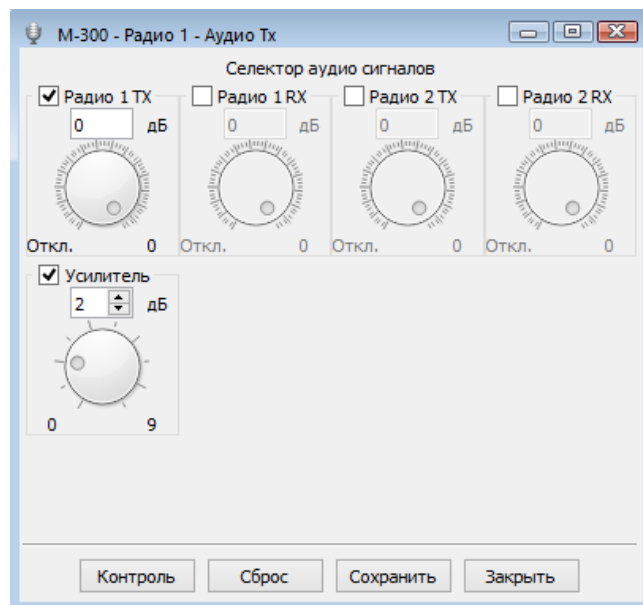 М-300 - Радио 1 - Аудио Tx
Селектор аудио сигналов
Радио 1 TX Радио 1 RX Радио 2 TX Радио 2 RX
0 дБ 0 дБ 0 дБ 0 дБ
Откл. 0 Откл. 0 Откл. 0 Откл. 0
Усилитель
2 дБ
0 9
Контроль Сброс Сохранить Закрыть